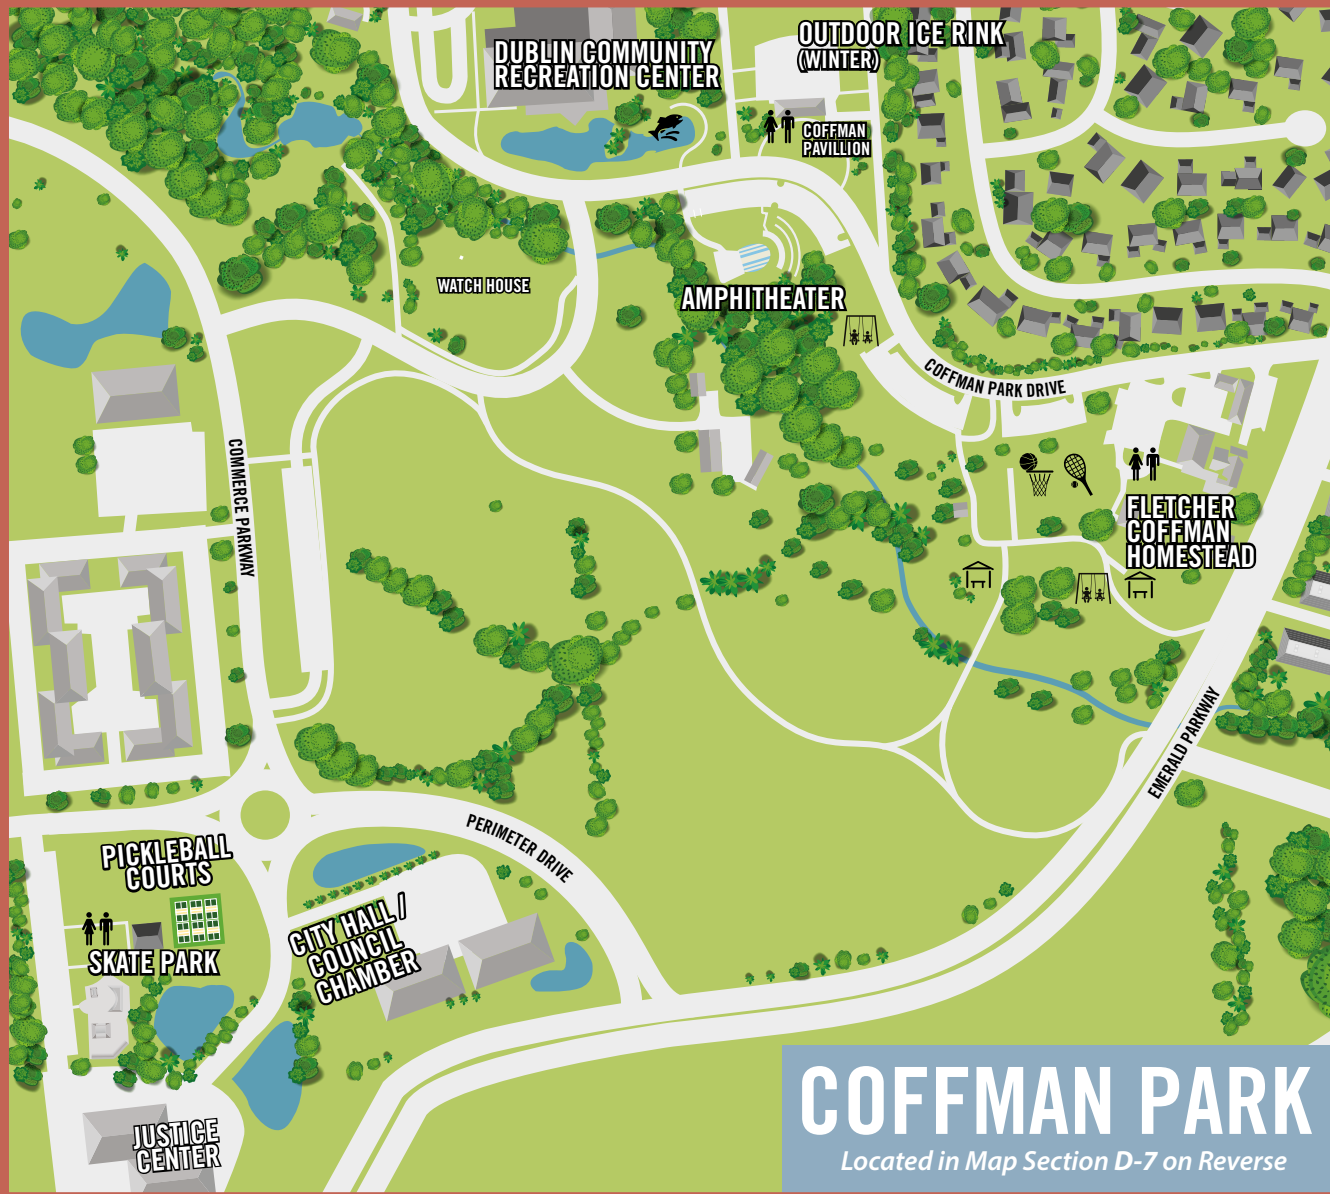 DUBLIN COMMUNITY
RECREATION CENTER
OUTDOOR ICE RINK
(WINTER)
COFFMAN
PAVILLION
WATCH HOUSE
AMPHITHEATER
COFFMAN PARK DRIVE
COMMERCE PARKWAY
FLETCHER
COFFMAN
HOMESTEAD
EMERALD PARKWAY
PERIMETER DRIVE
PICKLEBALL
COURTS
SKATE PARK
CITY HALL /
COUNCIL
CHAMBER
JUSTICE
CENTER
COFFMAN PARK
Located in Map Section D-7 on Reverse